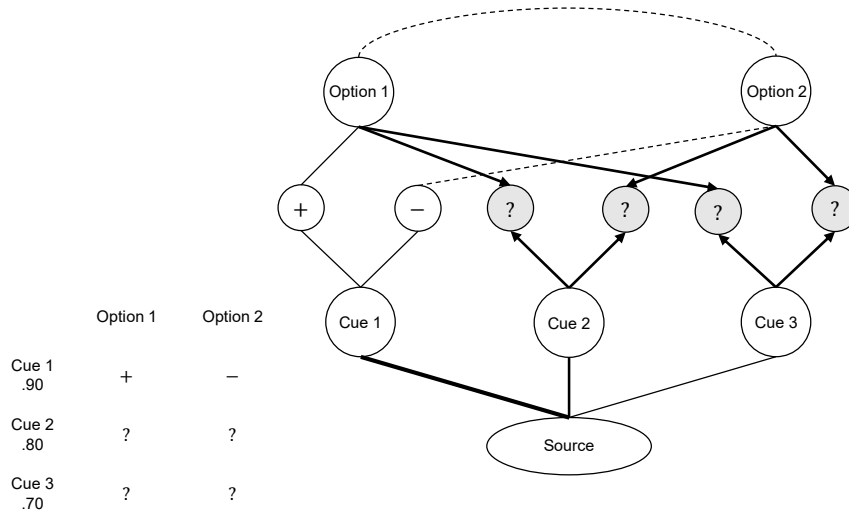 Option 1
Option 2
+
−
?
?
?
?
Cue 1
Cue 2
Cue 3
Source
Option 1 Option 2
Cue 1
.90
+ −
Cue 2
.80
? ?
Cue 3
.70
? ?